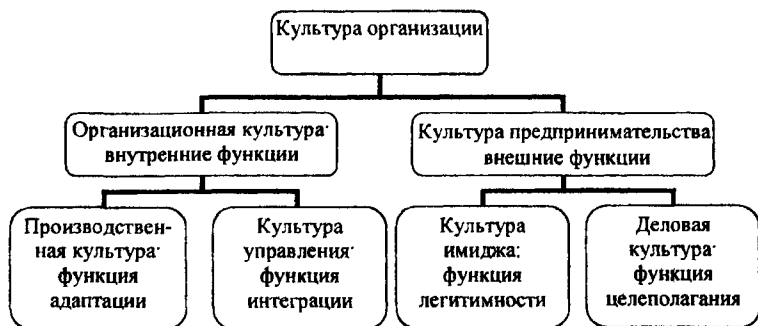 Культура организации
Организационная культура·
внутренние функции
Культура предпринимательства·
внешние функции
Производствен-
ная культура·
функция
адаптации
Культура
управления·
функция
интеграции
Культура
имиджа:
функция
легитимности
Деловая
культура·
функция
целеполагания